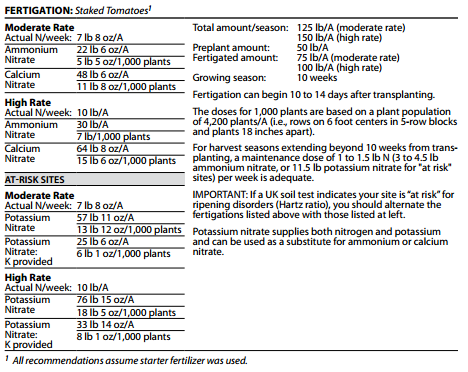 FERTIGATION: Staked Tomatoes¹
Moderate Rate
Actual N/week: 7 lb 8 oz/A
Ammonium Nitrate
22 lb 6 oz/A
5 lb 5 oz/1,000 plants
Calcium Nitrate
48 lb 6 oz/A
11 lb 8 oz/1,000 plants
High Rate
Actual N/week: 10 lb/A
Ammonium Nitrate
30 lb/A
7 lb/1,000 plants
Calcium Nitrate
64 lb 8 oz/A
15 lb 6 oz/1,000 plants
AT-RISK SITES
Moderate Rate
Actual N/week: 7 lb 8 oz/A
Potassium Nitrate
57 lb 11 oz/A
13 lb 12 oz/1,000 plants
Potassium Nitrate: K provided
25 lb 6 oz/A
6 lb 1 oz/1,000 plants
High Rate
Actual N/week: 10 lb/A
Potassium Nitrate
76 lb 15 oz/A
18 lb 5 oz/1,000 plants
Potassium Nitrate: K provided
33 lb 14 oz/A
8 lb 1 oz/1,000 plants
Total amount/season: 125 lb/A (moderate rate)
150 lb/A (high rate)
Preplant amount: 50 lb/A
Fertigated amount: 75 lb/A (moderate rate)
100 lb/A (high rate)
Growing season: 10 weeks
Fertigation can begin 10 to 14 days after transplanting.
The doses for 1,000 plants are based on a plant population
of 4,200 plants/A (i.e., rows on 6 foot centers in 5-row blocks
and plants 18 inches apart).
For harvest seasons extending beyond 10 weeks from trans-
planting, a maintenance dose of 1 to 1.5 lb N (3 to 4.5 lb
ammonium nitrate, or 11.5 lb potassium nitrate for "at risk"
sites) per week is adequate.
IMPORTANT: If a UK soil test indicates your site is "at risk" for
ripening disorders (Hartz ratio), you should alternate the
fertigations listed above with those listed at left.
Potassium nitrate supplies both nitrogen and potassium
and can be used as a substitute for ammonium or calcium
nitrate.
¹ All recommendations assume starter fertilizer was used.